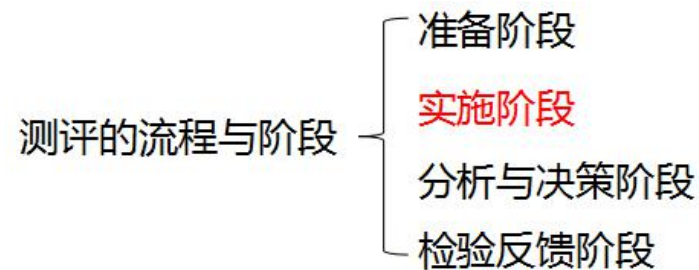 测评的流程与阶段
准备阶段
实施阶段
分析与决策阶段
检验反馈阶段